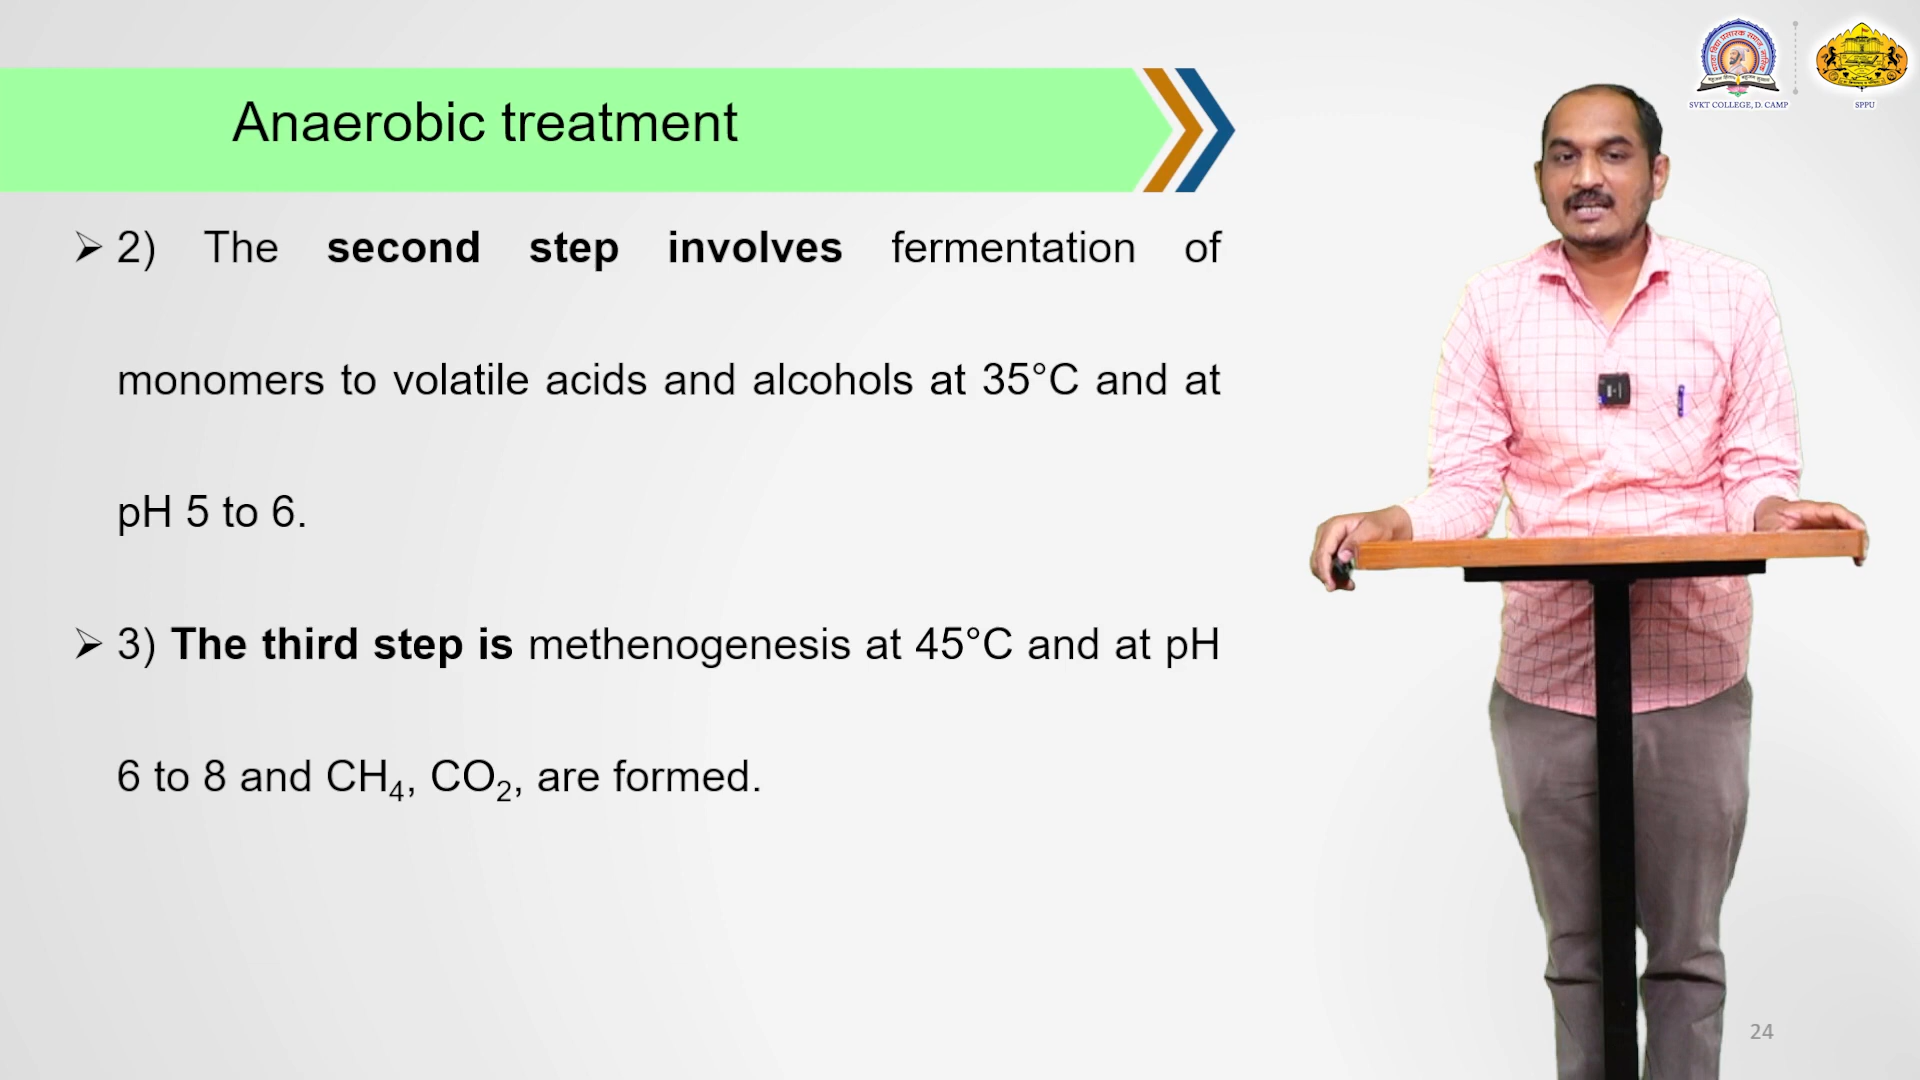 Anaerobic treatment
➢ 2) The second step involves fermentation of
monomers to volatile acids and alcohols at 35°C and at
pH 5 to 6.
➢ 3) The third step is methenogenesis at 45°C and at pH
6 to 8 and CH₄, CO₂, are formed.
SVKT COLLEGE, D. CAMP
SPPU
24